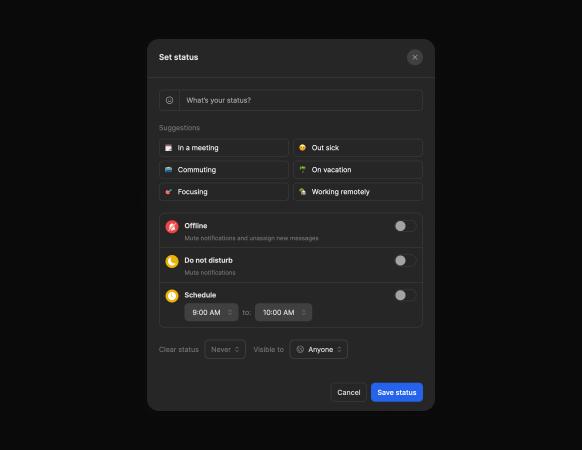 Set status
What's your status?
Suggestions
In a meeting
Out sick
Commuting
On vacation
Focusing
Working remotely
Offline
Mute notifications and unassign new messages
Do not disturb
Mute notifications
Schedule
9:00 AM to: 10:00 AM
Clear status Never Visible to Anyone
Cancel Save status